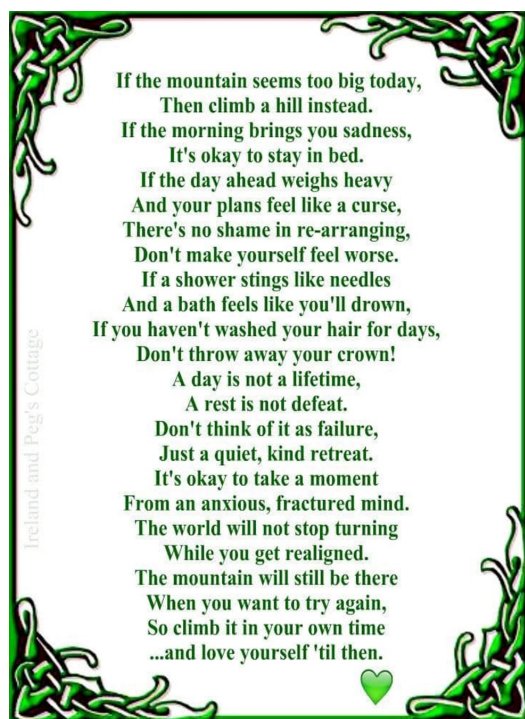 If the mountain seems too big today,
Then climb a hill instead.
If the morning brings you sadness,
It's okay to stay in bed.
If the day ahead weighs heavy
And your plans feel like a curse,
There's no shame in re-arranging,
Don't make yourself feel worse.
If a shower stings like needles
And a bath feels like you'll drown,
If you haven't washed your hair for days,
Don't throw away your crown!
A day is not a lifetime,
A rest is not defeat.
Don't think of it as failure,
Just a quiet, kind retreat.
It's okay to take a moment
From an anxious, fractured mind.
The world will not stop turning
While you get realigned.
The mountain will still be there
When you want to try again,
So climb it in your own time
...and love yourself 'til then.
Ireland and Peg's Cottage